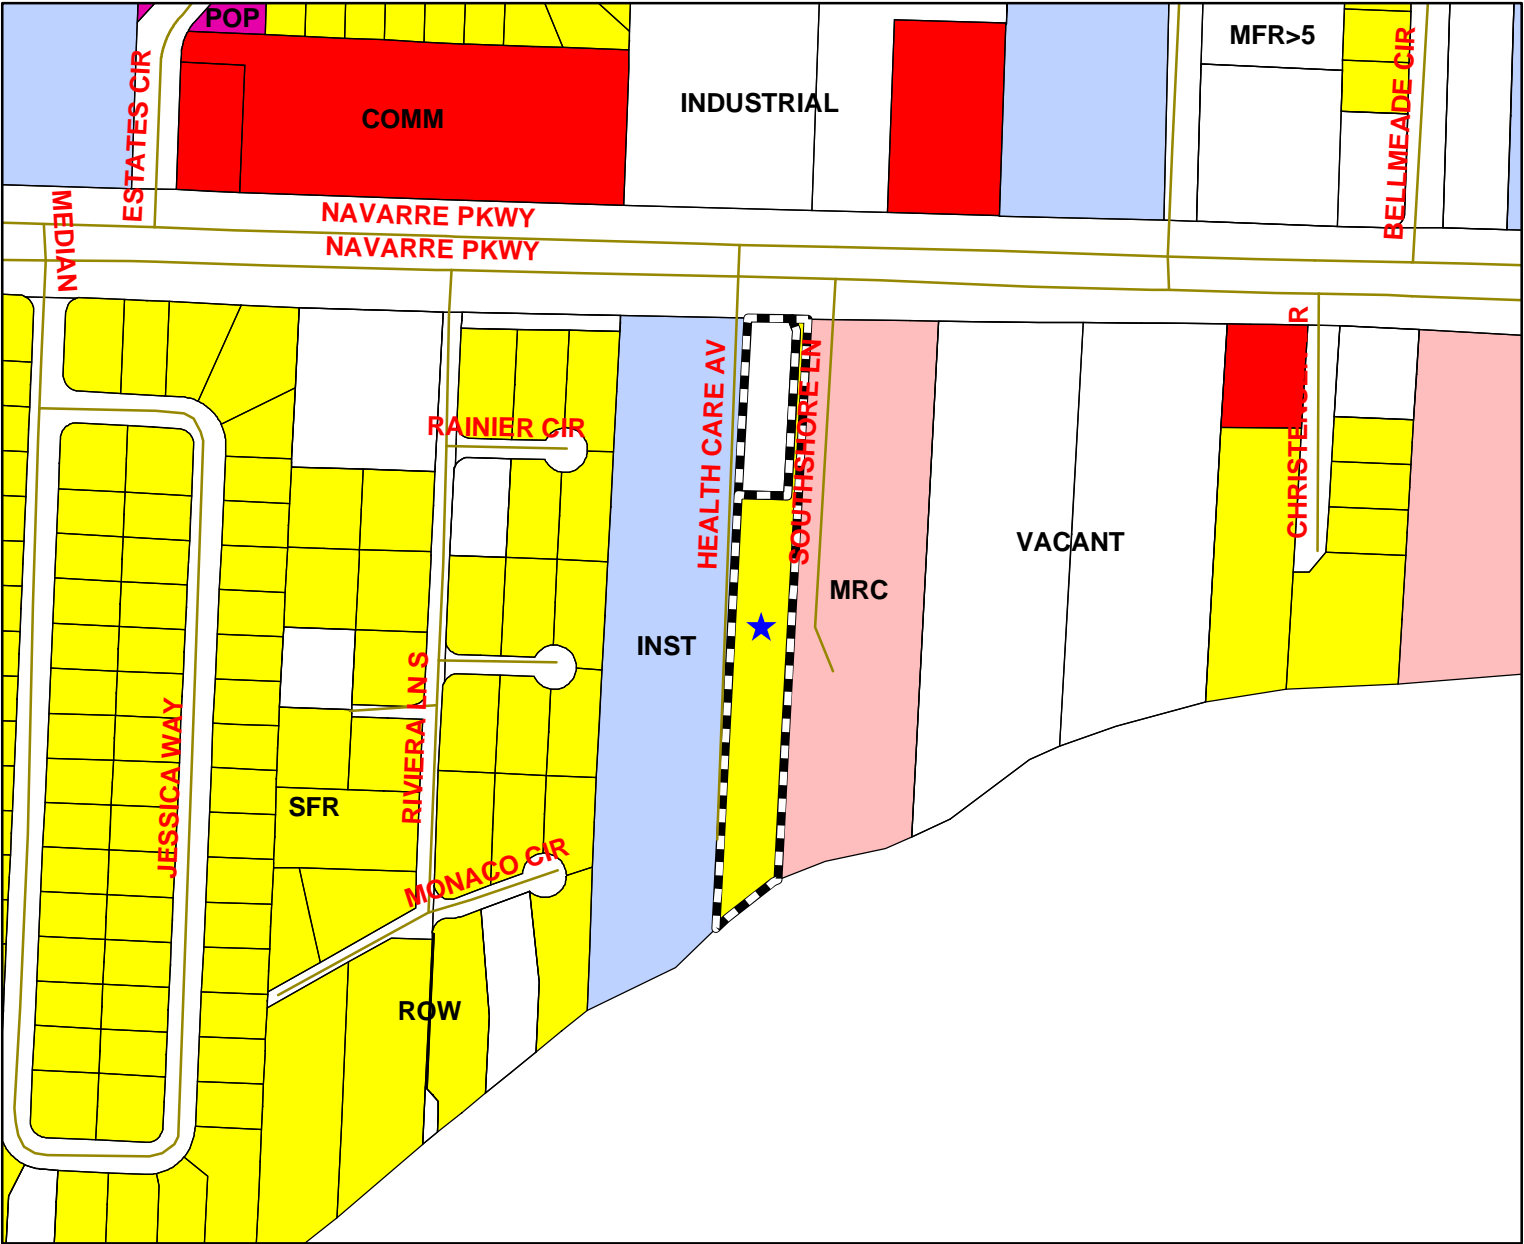 POP
MFR>5
COMM
INDUSTRIAL
ESTATES CIR
BELLMEADE CIR
MEDIAN
NAVARRE PKWY
NAVARRE PKWY
HEALTH CARE AV
SOUTHSHORE LN
RAINIER CIR
VACANT
MRC
INST
RIVIERA LN S
JESSICA WAY
SFR
MONACO CIR
ROW